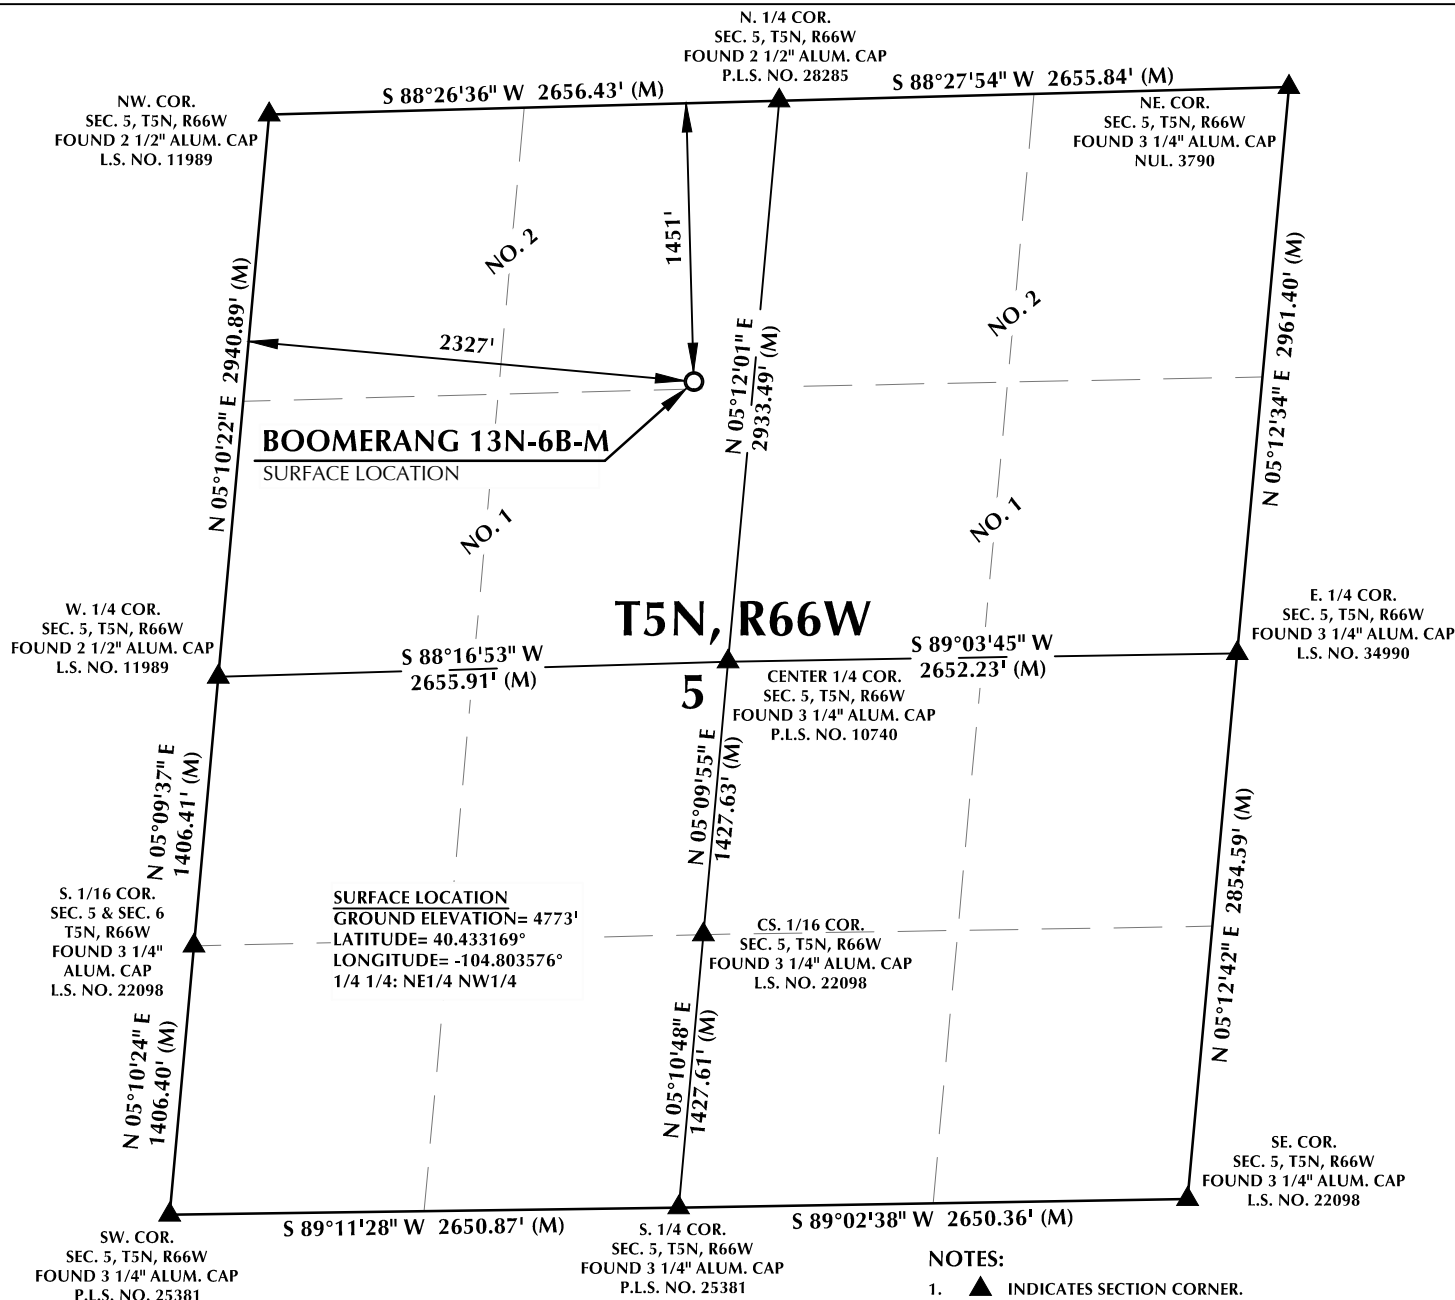 N. 1/4 COR.
SEC. 5, T5N, R66W
FOUND 2 1/2" ALUM. CAP
P.L.S. NO. 28285
S 88°26'36" W 2656.43' (M)
S 88°27'54" W 2655.84' (M)
NW. COR.
SEC. 5, T5N, R66W
FOUND 2 1/2" ALUM. CAP
L.S. NO. 11989
NE. COR.
SEC. 5, T5N, R66W
FOUND 3 1/4" ALUM. CAP
NUL. 3790
1451'
NO. 2
NO. 2
2327'
N 05°10'22" E 2940.89' (M)
N 05°12'01" E
2933.49' (M)
N 05°12'34" E 2961.40' (M)
BOOMERANG 13N-6B-M
SURFACE LOCATION
NO. 1
NO. 1
T5N, R66W
5
W. 1/4 COR.
SEC. 5, T5N, R66W
FOUND 2 1/2" ALUM. CAP
L.S. NO. 11989
E. 1/4 COR.
SEC. 5, T5N, R66W
FOUND 3 1/4" ALUM. CAP
L.S. NO. 34990
S 88°16'53" W
2655.91' (M)
S 89°03'45" W
2652.23' (M)
CENTER 1/4 COR.
SEC. 5, T5N, R66W
FOUND 3 1/4" ALUM. CAP
P.L.S. NO. 10740
N 05°09'37" E
1406.41' (M)
N 05°09'55" E
1427.63' (M)
N 05°12'42" E 2854.59' (M)
S. 1/16 COR.
SEC. 5 & SEC. 6
T5N, R66W
FOUND 3 1/4"
ALUM. CAP
L.S. NO. 22098
SURFACE LOCATION
GROUND ELEVATION= 4773'
LATITUDE= 40.433169°
LONGITUDE= -104.803576°
1/4 1/4: NE1/4 NW1/4
CS. 1/16 COR.
SEC. 5, T5N, R66W
FOUND 3 1/4" ALUM. CAP
L.S. NO. 22098
N 05°10'24" E
1406.40' (M)
N 05°10'48" E
1427.61' (M)
SE. COR.
SEC. 5, T5N, R66W
FOUND 3 1/4" ALUM. CAP
L.S. NO. 22098
S 89°11'28" W 2650.87' (M)
S 89°02'38" W 2650.36' (M)
SW. COR.
SEC. 5, T5N, R66W
FOUND 3 1/4" ALUM. CAP
P.L.S. NO. 25381
S. 1/4 COR.
SEC. 5, T5N, R66W
FOUND 3 1/4" ALUM. CAP
P.L.S. NO. 25381
NOTES:
1. ▲ INDICATES SECTION CORNER.